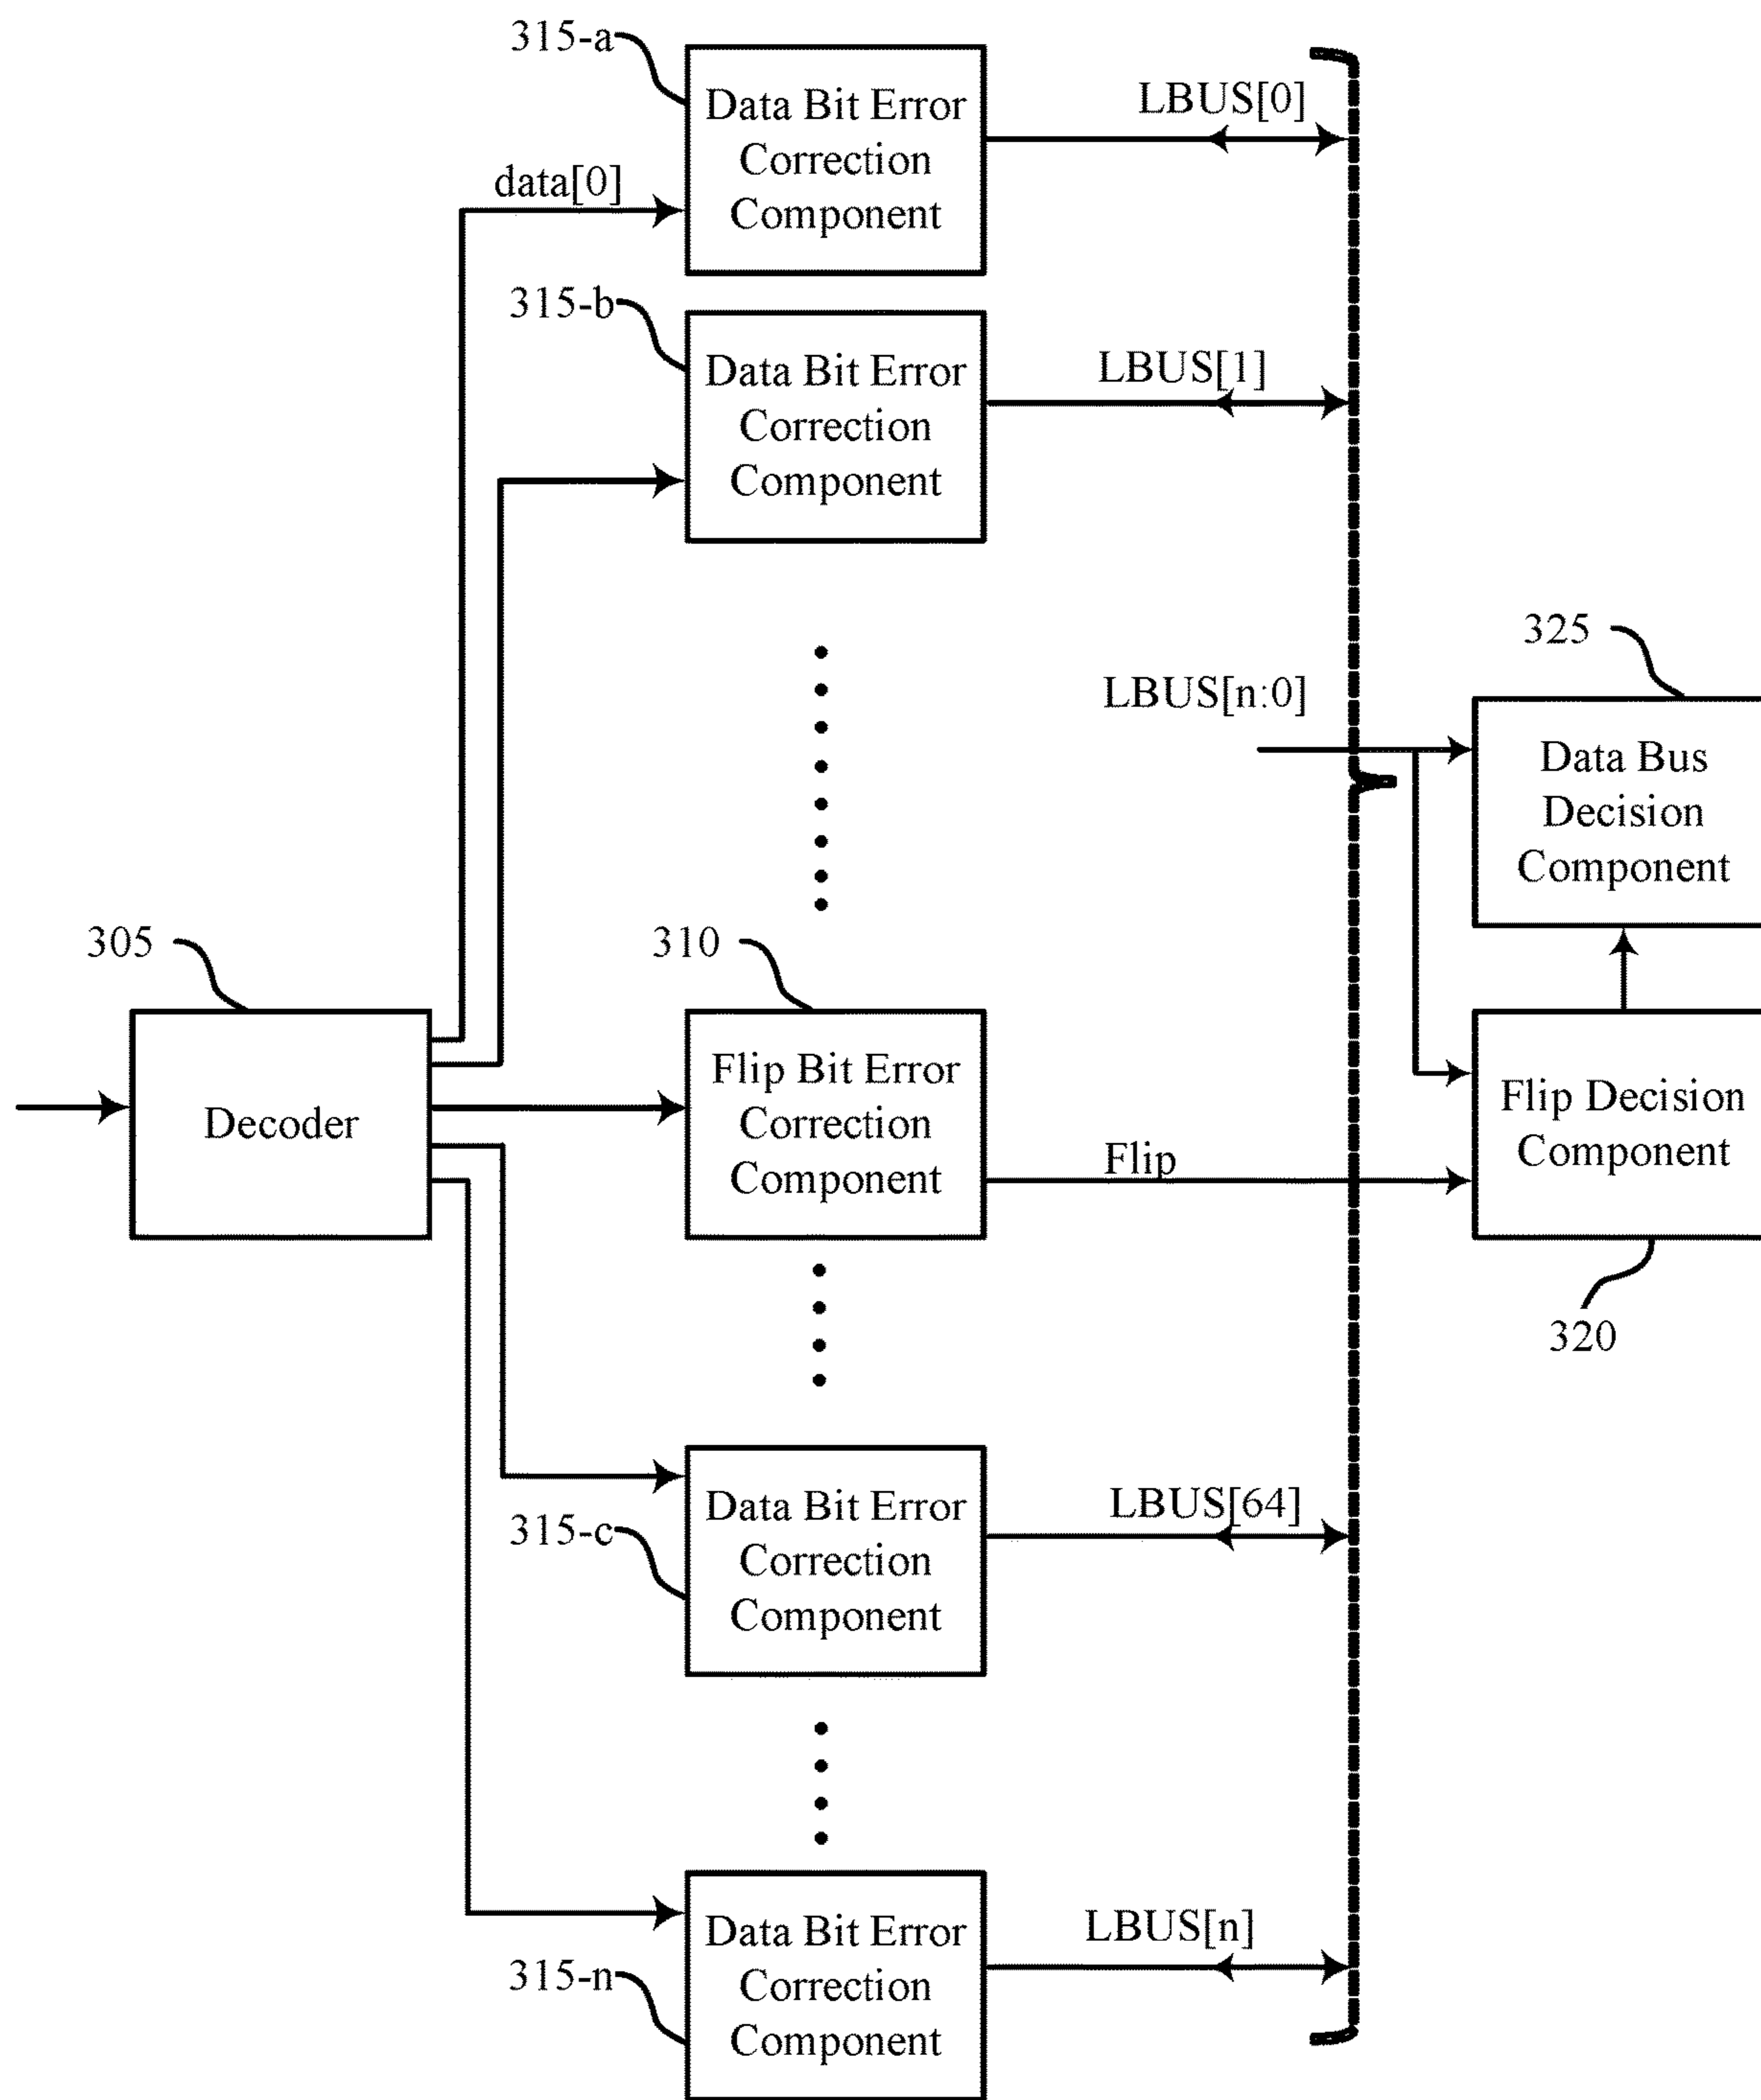 315-a
Data Bit Error
Correction
Component
LBUS[0]
data[0]
315-b
Data Bit Error
Correction
Component
LBUS[1]
325
LBUS[n:0]
Data Bus
Decision
Component
305
310
Decoder
Flip Bit Error
Correction
Component
Flip
Flip Decision
Component
320
315-c
Data Bit Error
Correction
Component
LBUS[64]
315-n
Data Bit Error
Correction
Component
LBUS[n]